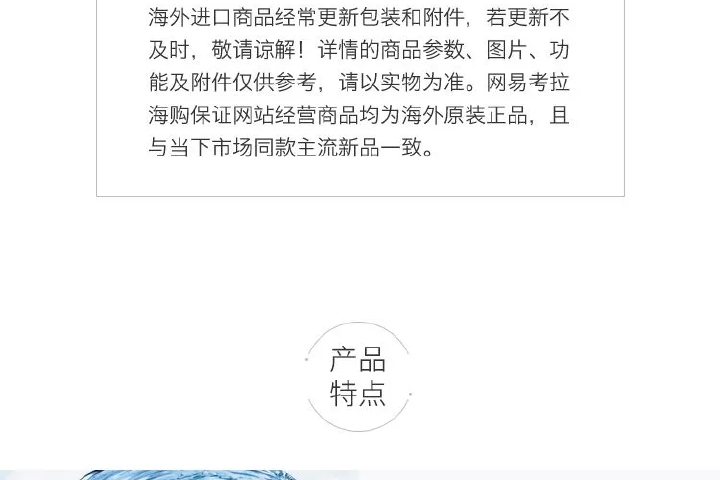 海外进口商品经常更新包装和附件，若更新不
及时，敬请谅解！详情的商品参数、图片、功
能及附件仅供参考，请以实物为准。网易考拉
海购保证网站经营商品均为海外原装正品，且
与当下市场同款主流新品一致。
产品
特点